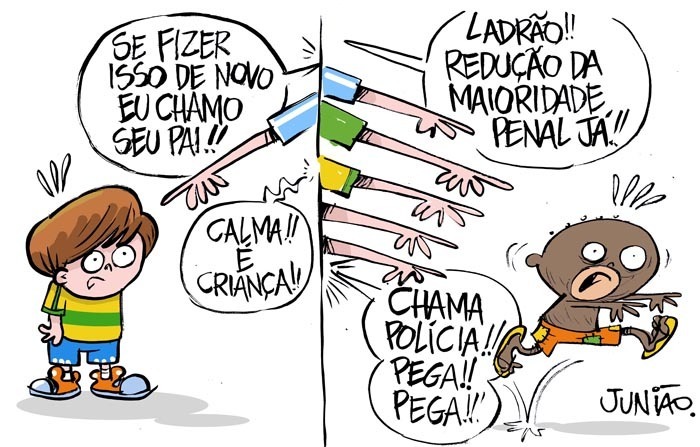 SE FIZER
ISSO DE NOVO
EU CHAMO
SEU PAI!!
CALMA!!
É
CRIANÇA!!
LADRÃO!!
REDUÇÃO DA
MAIORIDADE
PENAL JÁ!!
CHAMA
POLÍCIA!!
PEGA!!
PEGA!!!
JUNIÃO.